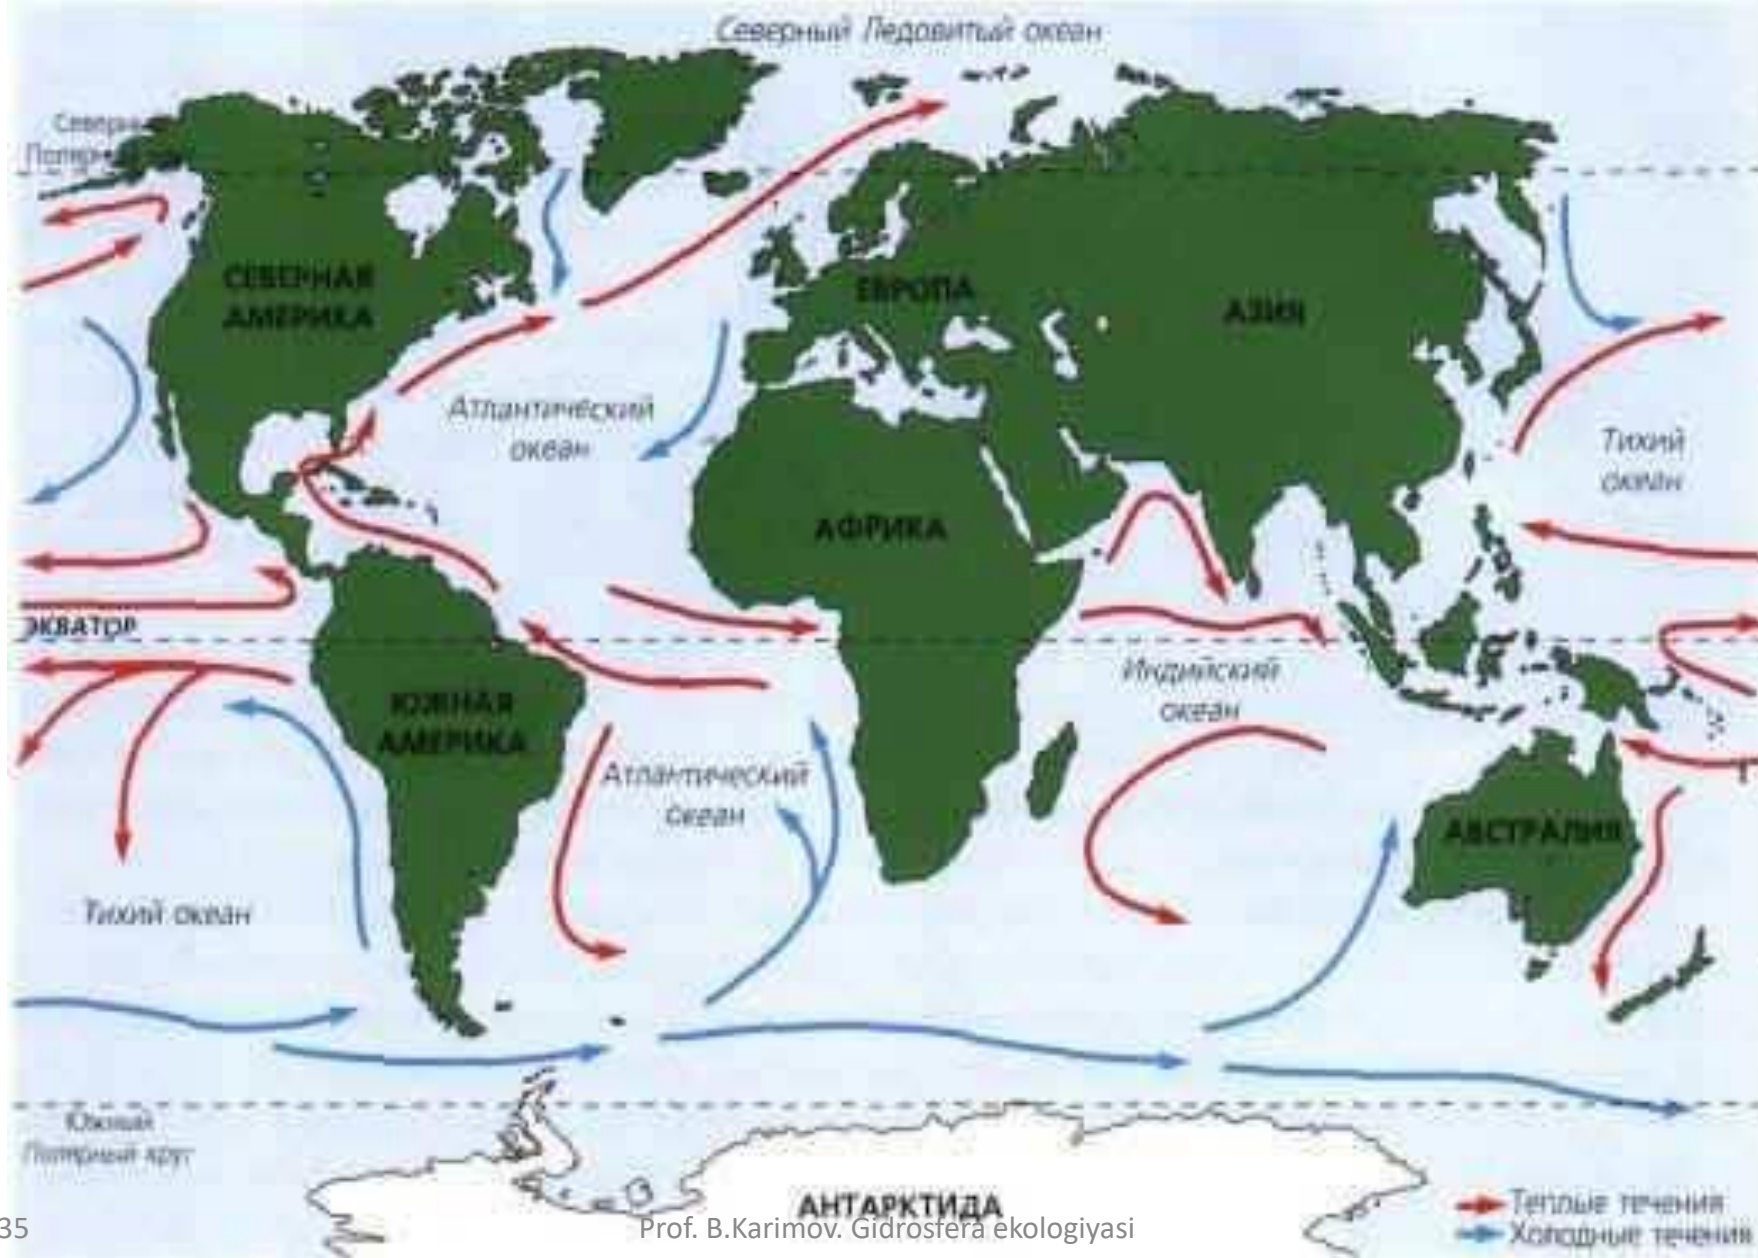 Северный Ледовитый океан
СЕВЕРНАЯ
АМЕРИКА
ЕВРОПА
АЗИЯ
Атлантический
океан
Тихий
океан
АФРИКА
ЭКВАТОР
Индийский
океан
ЮЖНАЯ
АМЕРИКА
Атлантический
океан
АВСТРАЛИЯ
Тихий океан
Южный
Полярный круг
АНТАРКТИДА
Теплые течения
Холодные течения
35
Prof. B.Karimov. Gidrosfera ekologiyasi